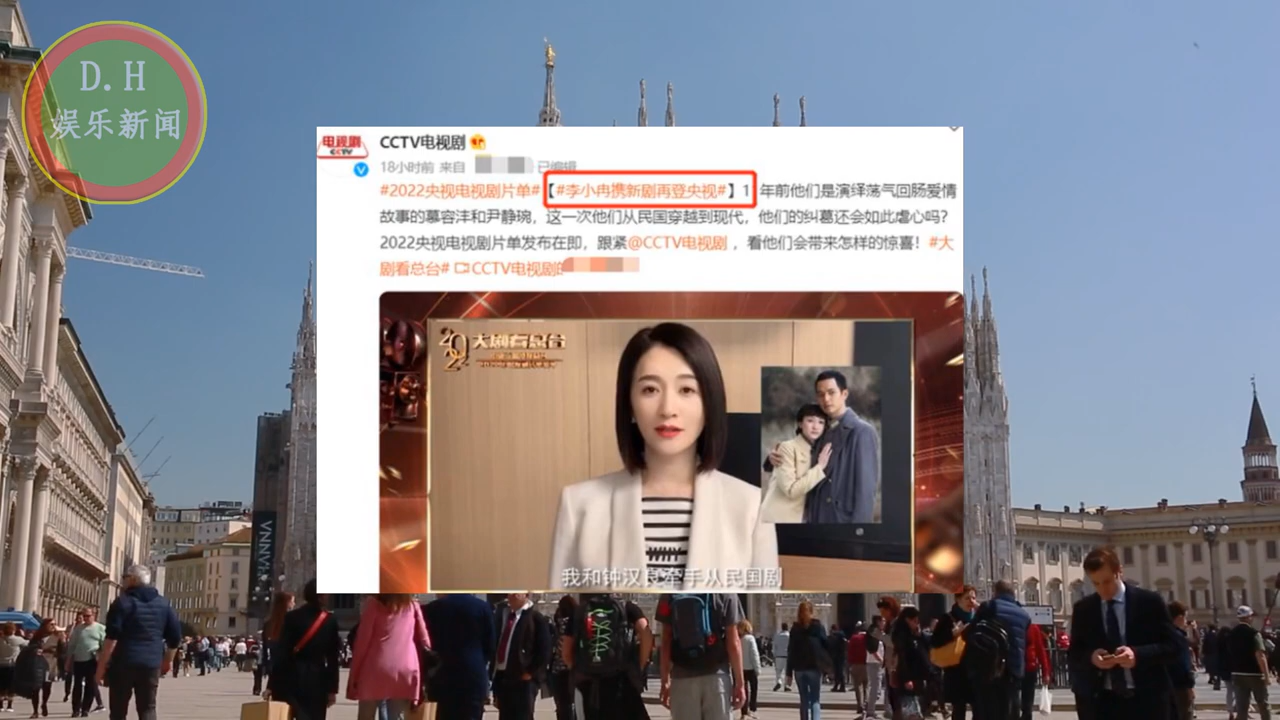 D.H
娱乐新闻
电视剧
CCTV
CCTV电视剧
18小时前 来自 已编辑
#2022央视电视剧片单#【#李小冉携新剧再登央视#】1 年前他们是演绎荡气回肠爱情
故事的慕容沣和尹静琬，这一次他们从民国穿越到现代，他们的纠葛还会如此虐心吗？
2022央视电视剧片单发布在即，跟紧@CCTV电视剧 ，看他们会带来怎样的惊喜！#大
剧看总台# CCTV电视剧的
2022 大剧看总台
我和钟汉良牵手从民国剧